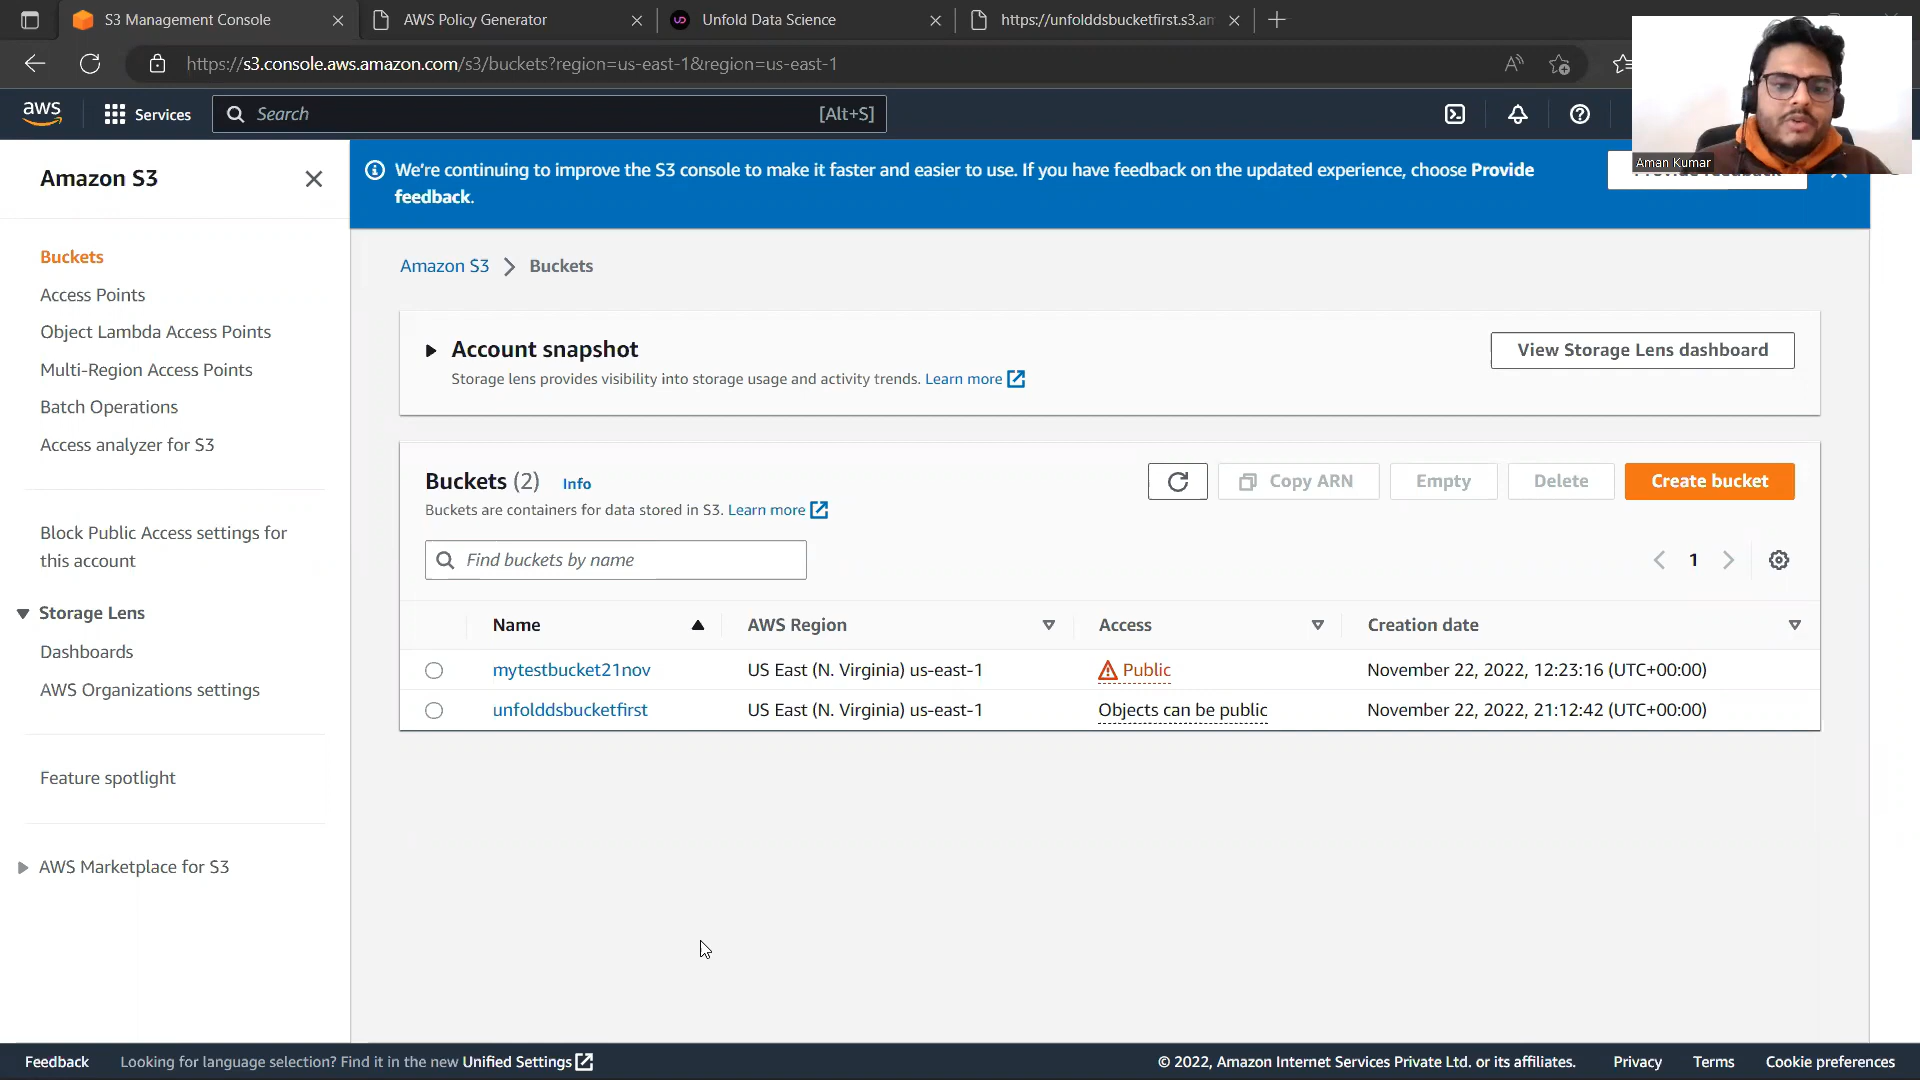 S3 Management Console
AWS Policy Generator
Unfold Data Science
https://unfolddsbucketfirst.s3.am
https://s3.console.aws.amazon.com/s3/buckets?region=us-east-1&region=us-east-1
aws
Services
Search
[Alt+S]
Aman Kumar
Amazon S3
We're continuing to improve the S3 console to make it faster and easier to use. If you have feedback on the updated experience, choose Provide
feedback.
Buckets
Access Points
Object Lambda Access Points
Multi-Region Access Points
Batch Operations
Access analyzer for S3
Block Public Access settings for
this account
Storage Lens
Dashboards
AWS Organizations settings
Feature spotlight
AWS Marketplace for S3
Amazon S3
Buckets
Account snapshot
Storage lens provides visibility into storage usage and activity trends. Learn more
View Storage Lens dashboard
Buckets (2) Info
Buckets are containers for data stored in S3. Learn more
Copy ARN
Empty
Delete
Create bucket
Find buckets by name
1
Name AWS Region Access Creation date
mytestbucket21nov US East (N. Virginia) us-east-1 Public November 22, 2022, 12:23:16 (UTC+00:00)
unfolddsbucketfirst US East (N. Virginia) us-east-1 Objects can be public November 22, 2022, 21:12:42 (UTC+00:00)
Feedback
Looking for language selection? Find it in the new Unified Settings
© 2022, Amazon Internet Services Private Ltd. or its affiliates.
Privacy
Terms
Cookie preferences